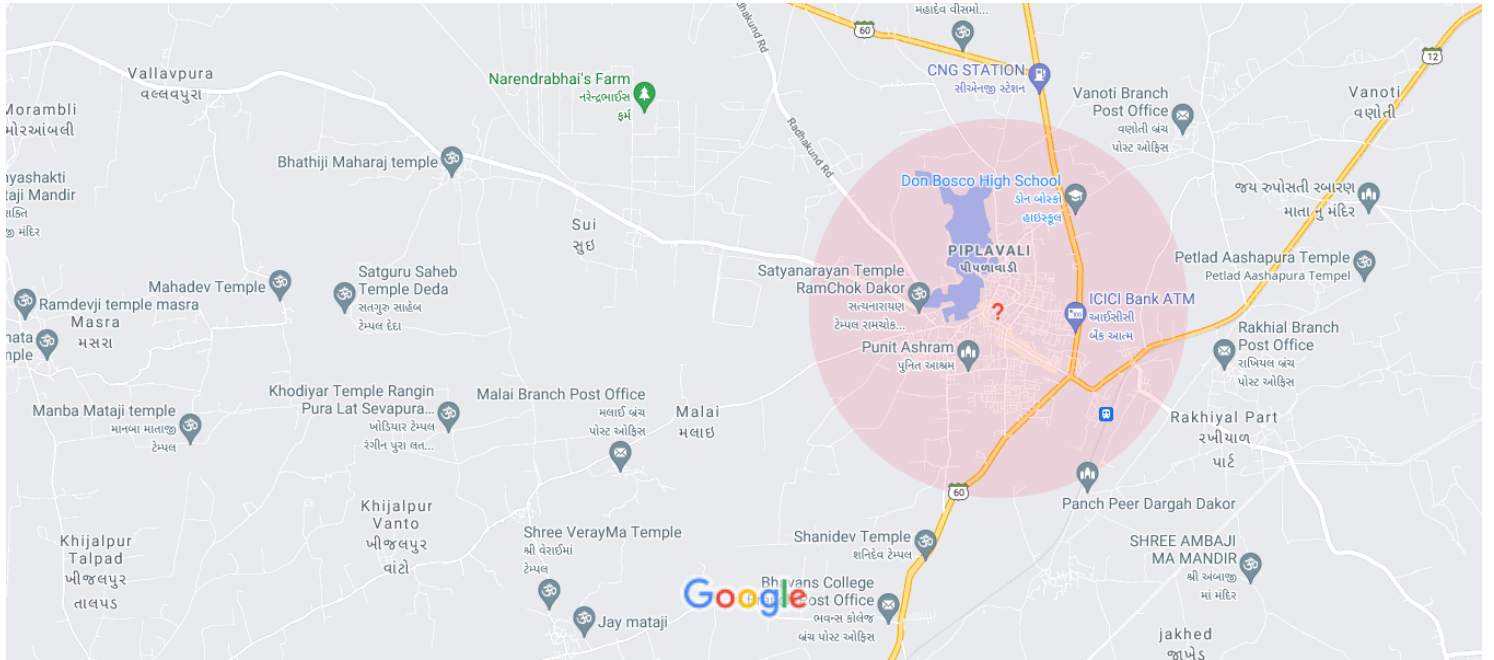 મહાદેવ વીસમો...
60
12
Vallavpura
વલ્લવપુરા
Narendrabhai's Farm
નરેન્દ્રભાઈસ
ફર્મ
Radhakund Rd
Radhakund Rd
CNG STATION
સીએનજી સ્ટેશન
Vanoti Branch
Post Office
વણોતી બ્રંચ
પોસ્ટ ઓફિસ
Vanoti
વણોતી
Morambli
મોરઆંબલી
Bhathiji Maharaj temple
nyashakti
taji Mandir
શક્તિ
જી મંદિર
Don Bosco High School
ડોન બોસ્કો
હાઇસ્કૂલ
જય રુપોસતી રબારણ
માતા નુ મંદિર
Sui
સુઇ
PIPLAVALI
પીપળાવાડી
Petlad Aashapura Temple
Petlad Aashapura Tempel
Satyanarayan Temple
RamChok Dakor
સત્યનારાયણ
ટેમ્પલ રામચોક...
Mahadev Temple
Satguru Saheb
Temple Deda
સતગુરુ સાહેબ
ટેમ્પલ દેદા
Ramdevji temple masra
Masra
મસરા
nata
nple
?
ICICI Bank ATM
આઈસીસી
બેંક આત્મ
Rakhial Branch
Post Office
રાખિયલ બ્રંચ
પોસ્ટ ઓફિસ
Punit Ashram
પુનિત આશ્રમ
Khodiyar Temple Rangin
Pura Lat Sevapura...
ખોડિયાર ટેમ્પલ
રંગીન પુરા લત...
Malai Branch Post Office
મલાઈ બ્રંચ
પોસ્ટ ઓફિસ
Malai
મલાઇ
Manba Mataji temple
માનબા માતાજી
ટેમ્પલ
Rakhiyal Part
રખીયાળ
પાર્ટ
60
Panch Peer Dargah Dakor
Khijalpur
Vanto
ખીજલપુર
વાંટો
Shree VerayMa Temple
શ્રી વેરાઈમાં
ટેમ્પલ
Shanidev Temple
શનિદેવ ટેમ્પલ
Khijalpur
Talpad
ખીજલપુર
તાલપડ
SHREE AMBAJI
MA MANDIR
શ્રી અંબાજી
માં મંદિર
Google
Bhavans College
Post Office
ભવન્સ કોલેજ
બ્રંચ પોસ્ટ ઓફિસ
Jay mataji
jakhed
જાખેડ